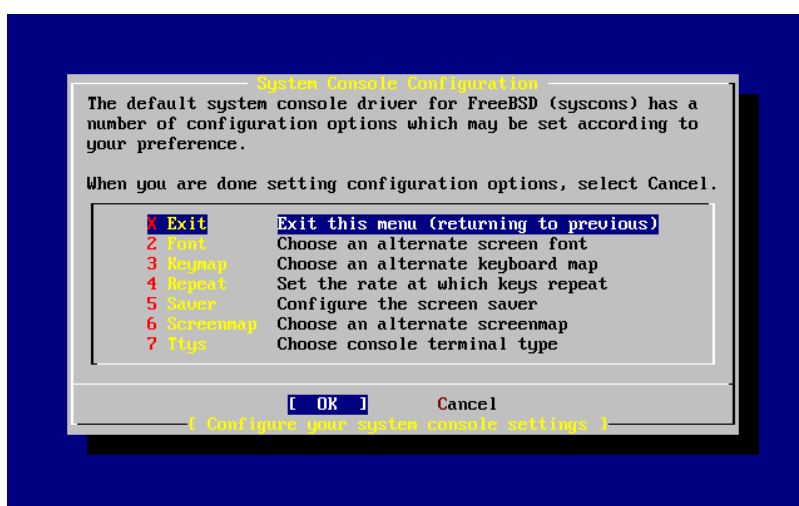 System Console Configuration
The default system console driver for FreeBSD (syscons) has a
number of configuration options which may be set according to
your preference.
When you are done setting configuration options, select Cancel.
X Exit Exit this menu (returning to previous)
2 Font Choose an alternate screen font
3 Keymap Choose an alternate keyboard map
4 Repeat Set the rate at which keys repeat
5 Saver Configure the screen saver
6 Screenmap Choose an alternate screenmap
7 Ttys Choose console terminal type
[ OK ] Cancel
[ Configure your system console settings ]